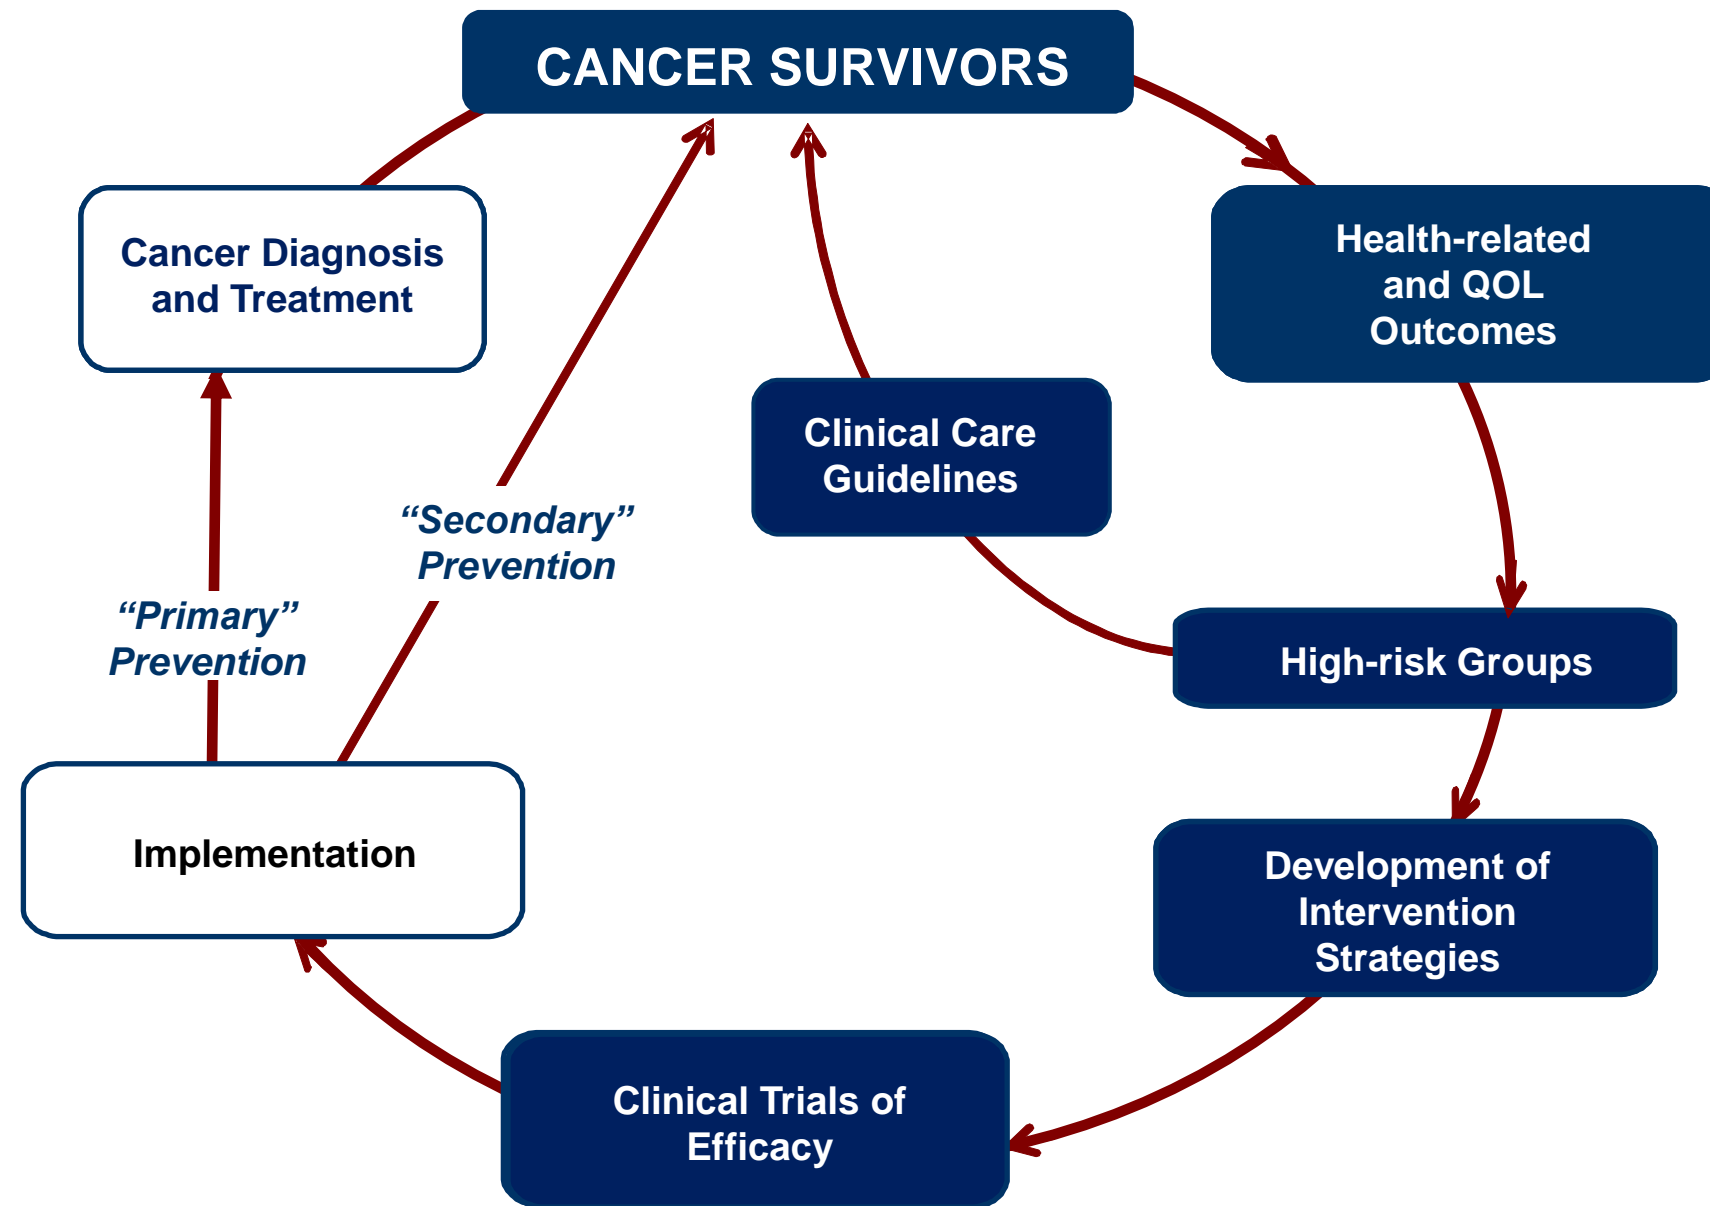 CANCER SURVIVORS
Cancer Diagnosis
and Treatment
Health-related
and QOL
Outcomes
Clinical Care
Guidelines
“Secondary”
Prevention
“Primary”
Prevention
High-risk Groups
Implementation
Development of
Intervention
Strategies
Clinical Trials of
Efficacy